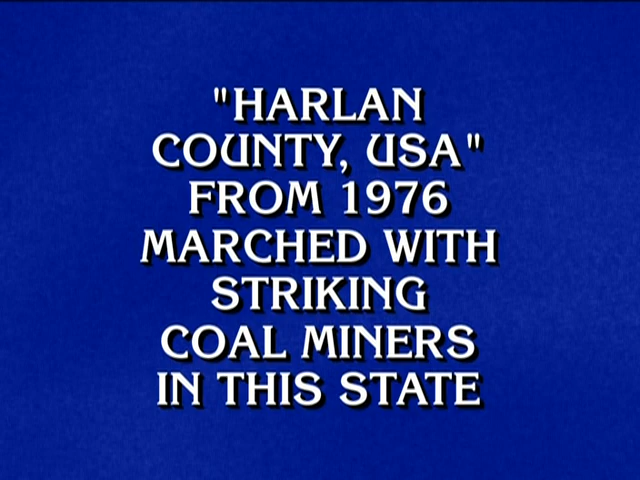 "HARLAN
COUNTY, USA"
FROM 1976
MARCHED WITH
STRIKING
COAL MINERS
IN THIS STATE